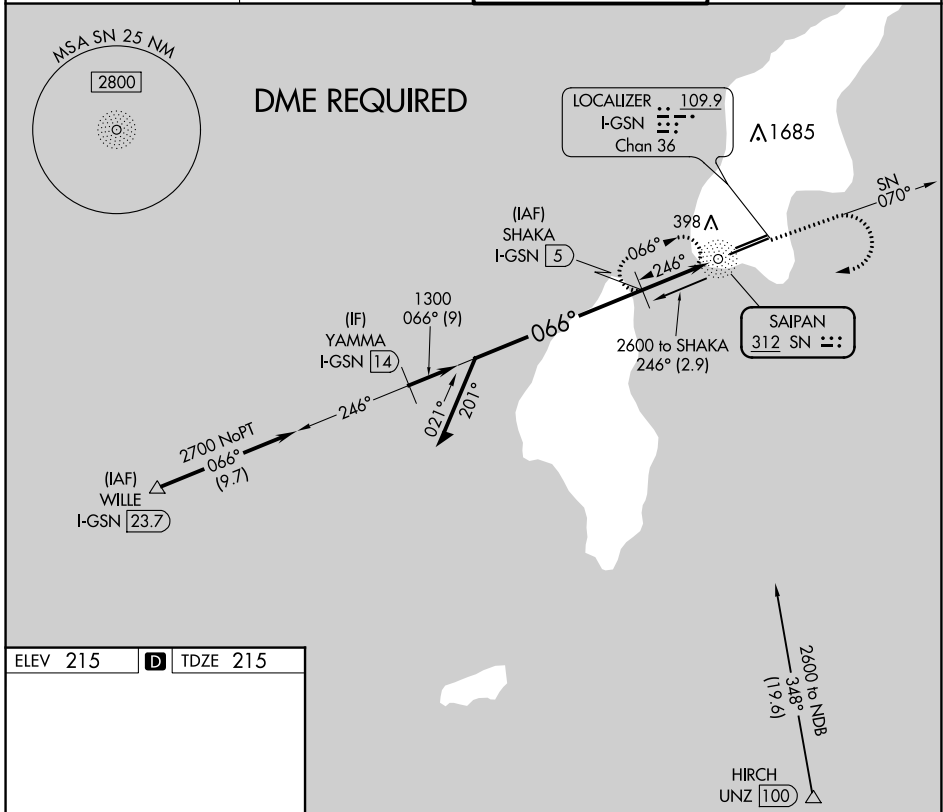 MSA SN 25 NM
2800
DME REQUIRED
LOCALIZER 109.9
I-GSN
Chan 36
1685
SN
070°
398
(IAF)
SHAKA
I-GSN 5
066°
246°
1300
066° (9)
(IF)
YAMMA
I-GSN 14
066°
2600 to SHAKA
246° (2.9)
SAIPAN
312 SN
246°
021°
201°
2700 NoPT
066°
(9.7)
(IAF)
WILLE
I-GSN 23.7
ELEV 215 D TDZE 215
2600 to NDB
348°
(19.6)
HIRCH
UNZ 100